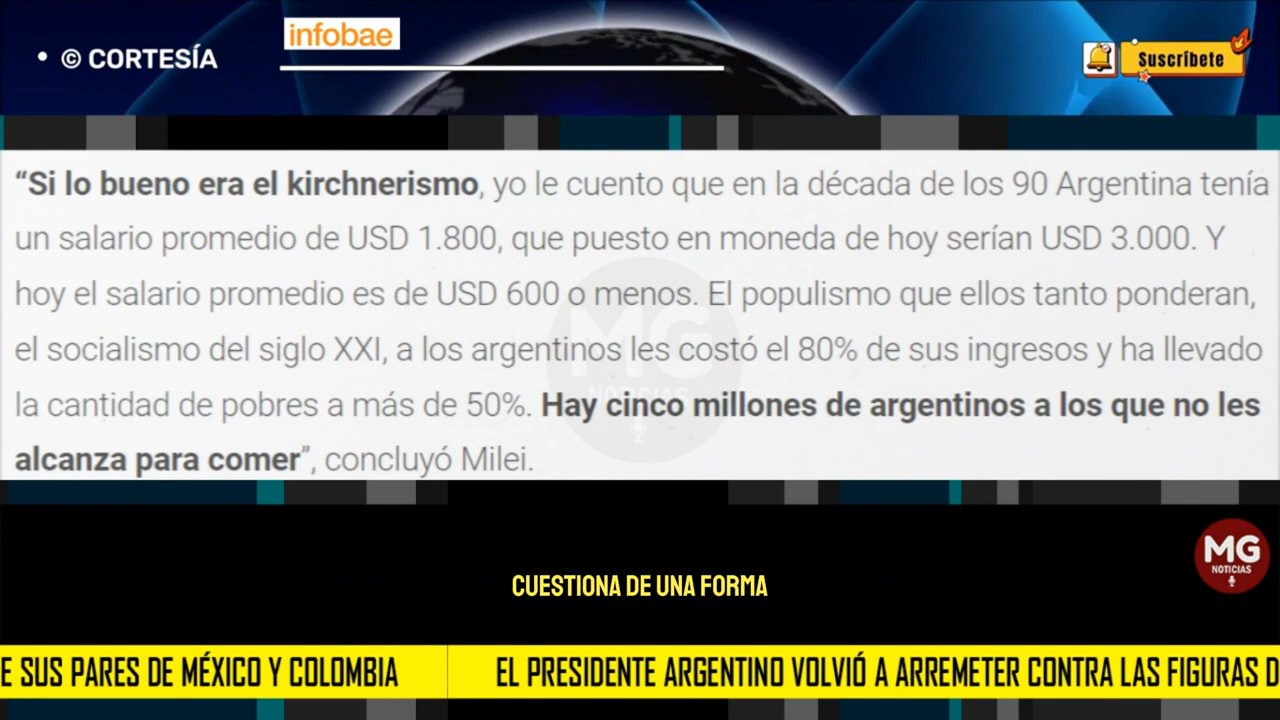 infobae
• © CORTESÍA
Suscríbete
“Si lo bueno era el kirchnerismo, yo le cuento que en la década de los 90 Argentina tenía
un salario promedio de USD 1.800, que puesto en moneda de hoy serían USD 3.000. Y
hoy el salario promedio es de USD 600 o menos. El populismo que ellos tanto ponderan,
el socialismo del siglo XXI, a los argentinos les costó el 80% de sus ingresos y ha llevado
la cantidad de pobres a más de 50%. Hay cinco millones de argentinos a los que no les
alcanza para comer”, concluyó Milei.
MG
NOTICIAS
MG
NOTICIAS
CUESTIONA DE UNA FORMA
E SUS PARES DE MÉXICO Y COLOMBIA
EL PRESIDENTE ARGENTINO VOLVIÓ A ARREMETER CONTRA LAS FIGURAS D